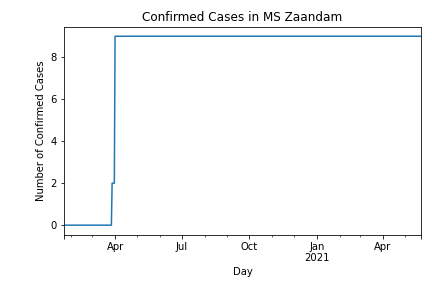 Confirmed Cases in MS Zaandam
Number of Confirmed Cases
8
6
4
2
0
Apr Jul Oct Jan Apr
2021
Day